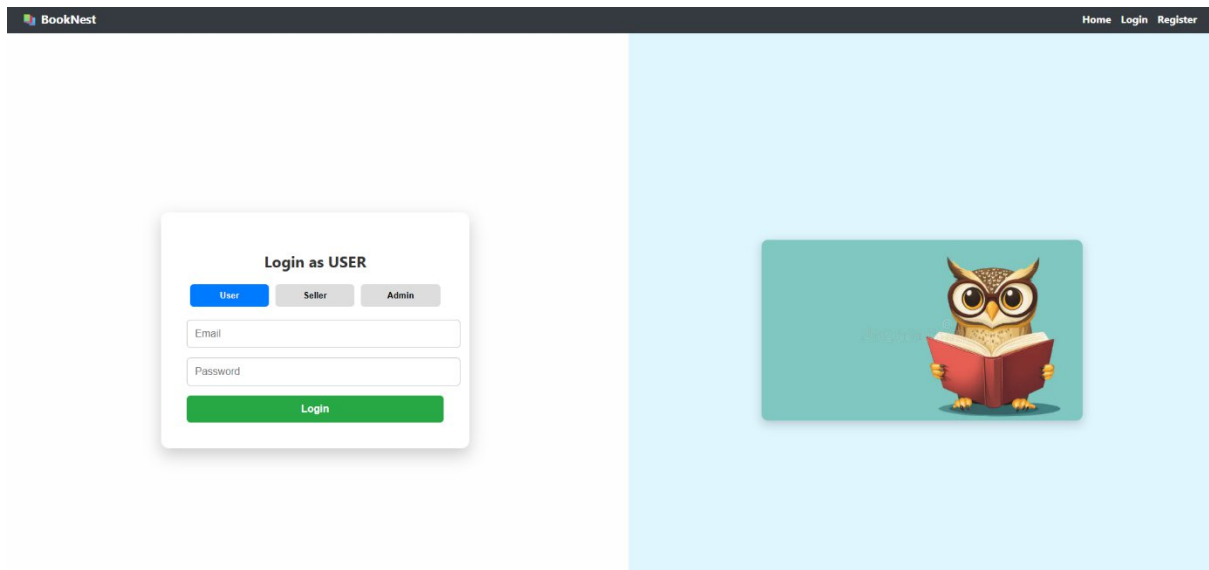 BookNest
Home Login Register
Login as USER
User Seller Admin
Email
Password
Login